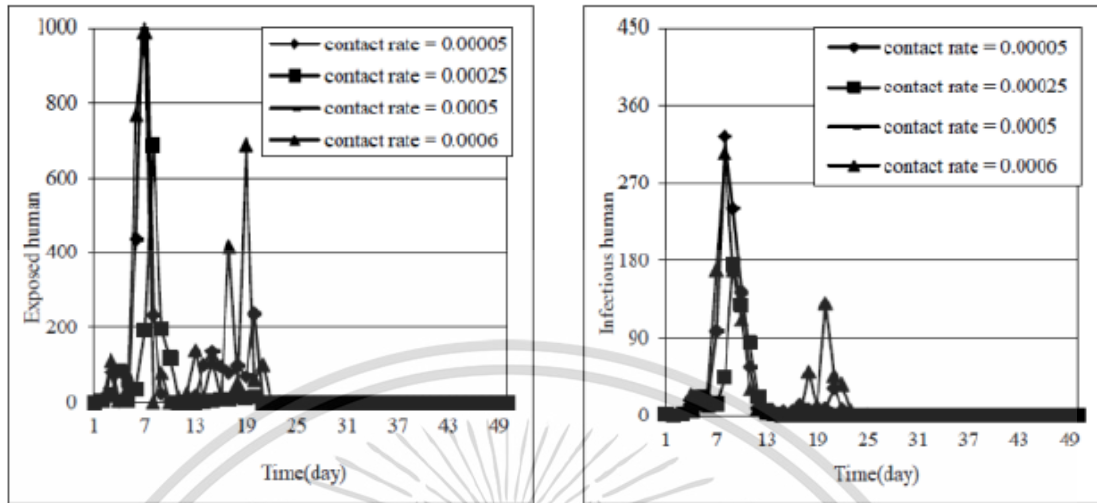 1000
800
600
400
200
0
Exposed human
contact rate = 0.00005
contact rate = 0.00025
contact rate = 0.0005
contact rate = 0.0006
1 7 13 19 25 31 37 43 49
Time(day)
450
360
270
180
90
0
Infectious human
contact rate = 0.00005
contact rate = 0.00025
contact rate = 0.0005
contact rate = 0.0006
1 7 13 19 25 31 37 43 49
Time(day)